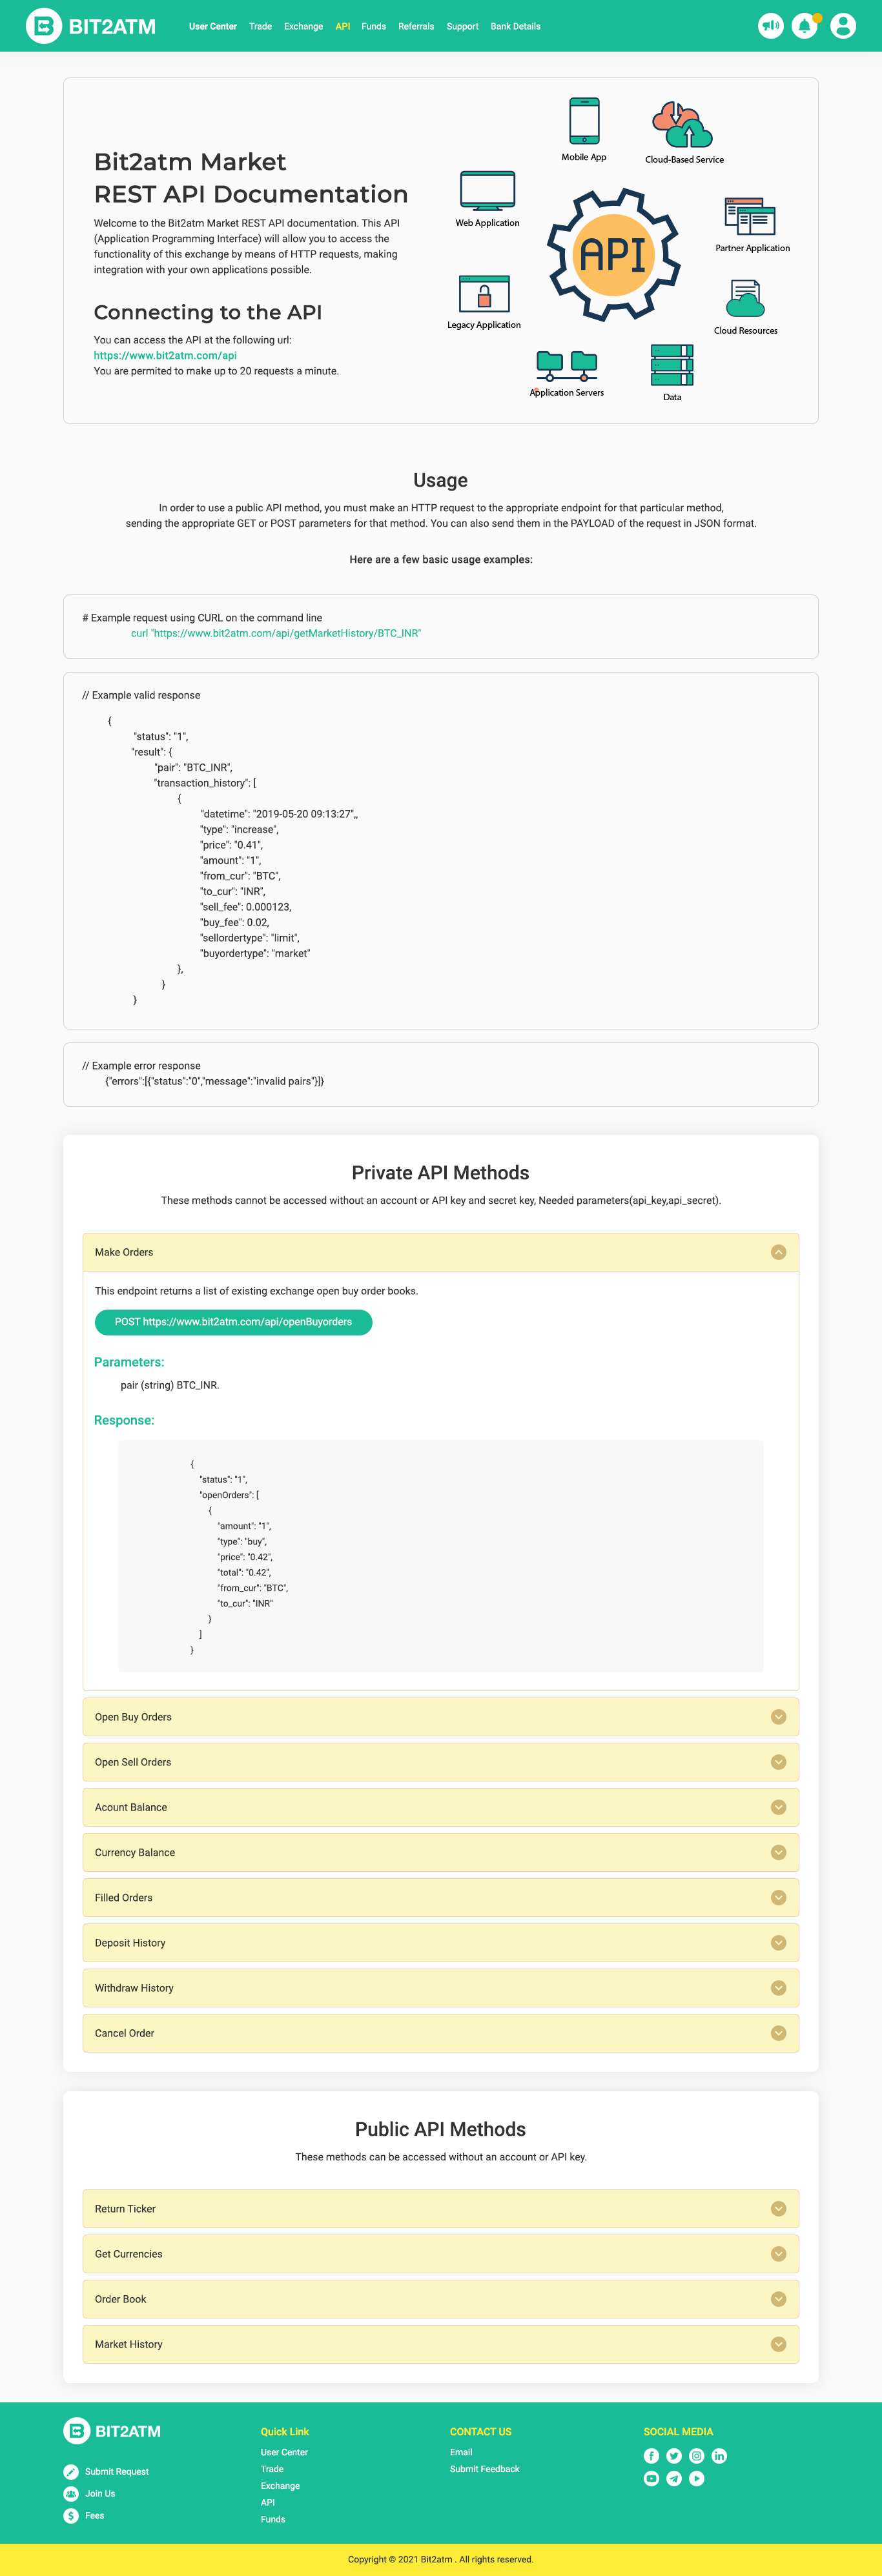 BIT2ATM
User Center Trade Exchange API Funds Referrals Support Bank Details
Bit2atm Market
REST API Documentation
Welcome to the Bit2atm Market REST API documentation. This API
(Application Programming Interface) will allow you to access the
functionality of this exchange by means of HTTP requests, making
integration with your own applications possible.
Connecting to the API
You can access the API at the following url:
https://www.bit2atm.com/api
You are permited to make up to 20 requests a minute.
Mobile App
Cloud-Based Service
Web Application
API
Partner Application
Legacy Application
Cloud Resources
Application Servers
Data
Usage
In order to use a public API method, you must make an HTTP request to the appropriate endpoint for that particular method,
sending the appropriate GET or POST parameters for that method. You can also send them in the PAYLOAD of the request in JSON format.
Here are a few basic usage examples:
# Example request using CURL on the command line
curl "https://www.bit2atm.com/api/getMarketHistory/BTC_INR"
// Example valid response
{
"status": "1",
"result": {
"pair": "BTC_INR",
"transaction_history": [
{
"datetime": "2019-05-20 09:13:27",,
"type": "increase",
"price": "0.41",
"amount": "1",
"from_cur": "BTC",
"to_cur": "INR",
"sell_fee": 0.000123,
"buy_fee": 0.02,
"sellordertype": "limit",
"buyordertype": "market"
},
}
}
// Example error response
{"errors":[{"status":"0","message":"invalid pairs"}]}
Private API Methods
These methods cannot be accessed without an account or API key and secret key, Needed parameters(api_key,api_secret).
Make Orders
This endpoint returns a list of existing exchange open buy order books.
POST https://www.bit2atm.com/api/openBuyorders
Parameters:
pair (string) BTC_INR.
Response:
{
"status": "1",
"openOrders": [
{
"amount": "1",
"type": "buy",
"price": "0.42",
"total": "0.42",
"from_cur": "BTC",
"to_cur": "INR"
}
]
}
Open Buy Orders
Open Sell Orders
Acount Balance
Currency Balance
Filled Orders
Deposit History
Withdraw History
Cancel Order
Public API Methods
These methods can be accessed without an account or API key.
Return Ticker
Get Currencies
Order Book
Market History
BIT2ATM
Submit Request
Join Us
Fees
Quick Link
User Center
Trade
Exchange
API
Funds
CONTACT US
Email
Submit Feedback
SOCIAL MEDIA
Copyright © 2021 Bit2atm . All rights reserved.